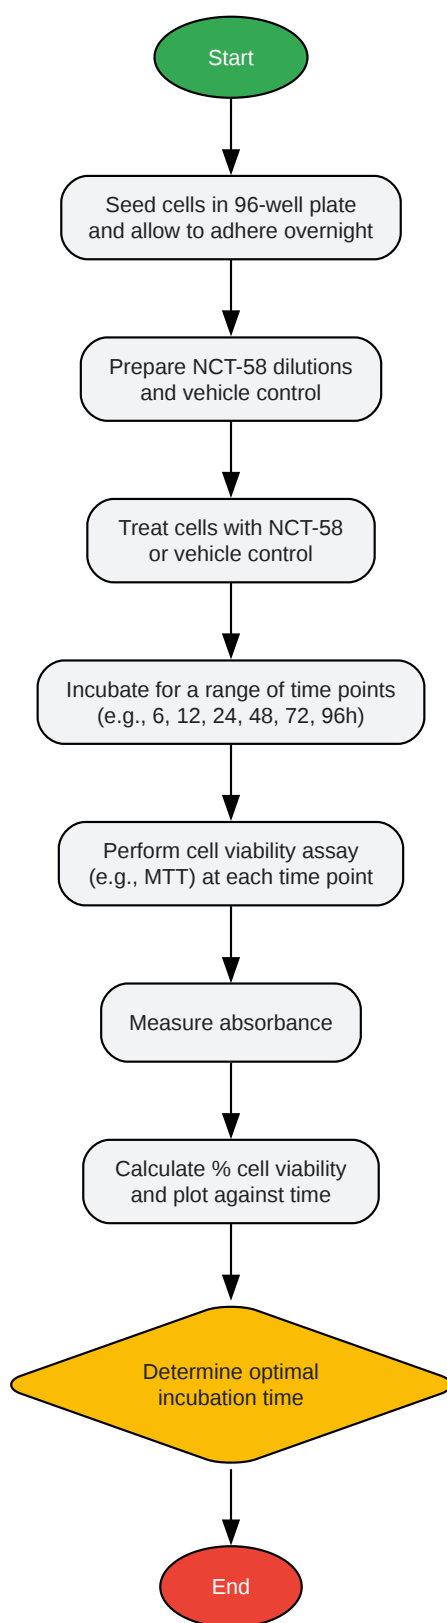 Start
Seed cells in 96-well plate
and allow to adhere overnight
Prepare NCT-58 dilutions
and vehicle control
Treat cells with NCT-58
or vehicle control
Incubate for a range of time points
(e.g., 6, 12, 24, 48, 72, 96h)
Perform cell viability assay
(e.g., MTT) at each time point
Measure absorbance
Calculate % cell viability
and plot against time
Determine optimal
incubation time
End